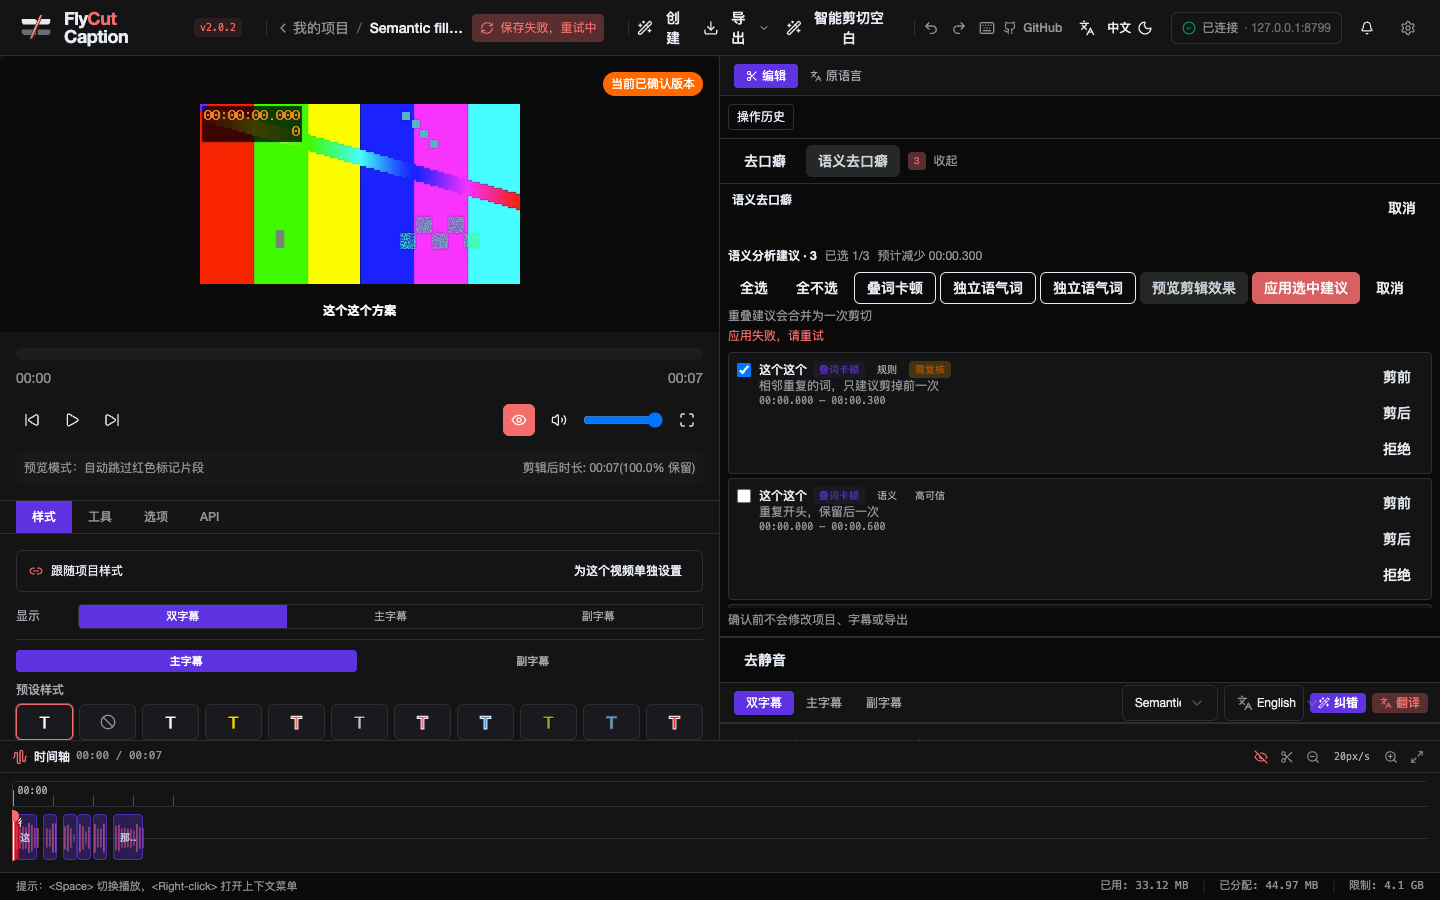 FlyCut
Caption
v2.0.2
我的项目 / Semantic fill...
保存失败，重试中
创建
导出
智能剪切空白
GitHub
中文
已连接 · 127.0.0.1:8799
当前已确认版本
00:00:00.000
0
这个这个方案
00:00
00:07
预览模式：自动跳过红色标记片段
剪辑后时长: 00:07(100.0% 保留)
样式
工具
选项
API
跟随项目样式
为这个视频单独设置
显示
双字幕
主字幕
副字幕
主字幕
副字幕
预设样式
T T T T T T T T T T
编辑
原语言
操作历史
去口癖
语义去口癖
3
收起
语义去口癖
取消
语义分析建议 · 3 已选 1/3 预计减少 00:00.300
全选
全不选
叠词卡顿
独立语气词
独立语气词
预览剪辑效果
应用选中建议
取消
重叠建议会合并为一次剪切
应用失败，请重试
这个这个 叠词卡顿 规则 需复核
相邻重复的词，只建议剪掉前一次
00:00.000 — 00:00.300
剪前
剪后
拒绝
这个这个 叠词卡顿 语义 高可信
重复开头，保留后一次
00:00.000 — 00:00.600
剪前
剪后
拒绝
确认前不会修改项目、字幕或导出
去静音
双字幕
主字幕
副字幕
Semantic
English
纠错
翻译
时间轴 00:00 / 00:07
20px/s
00:00
这
那...
提示：<Space> 切换播放，<Right-click> 打开上下文菜单
已用: 33.12 MB
已分配: 44.97 MB
限制: 4.1 GB